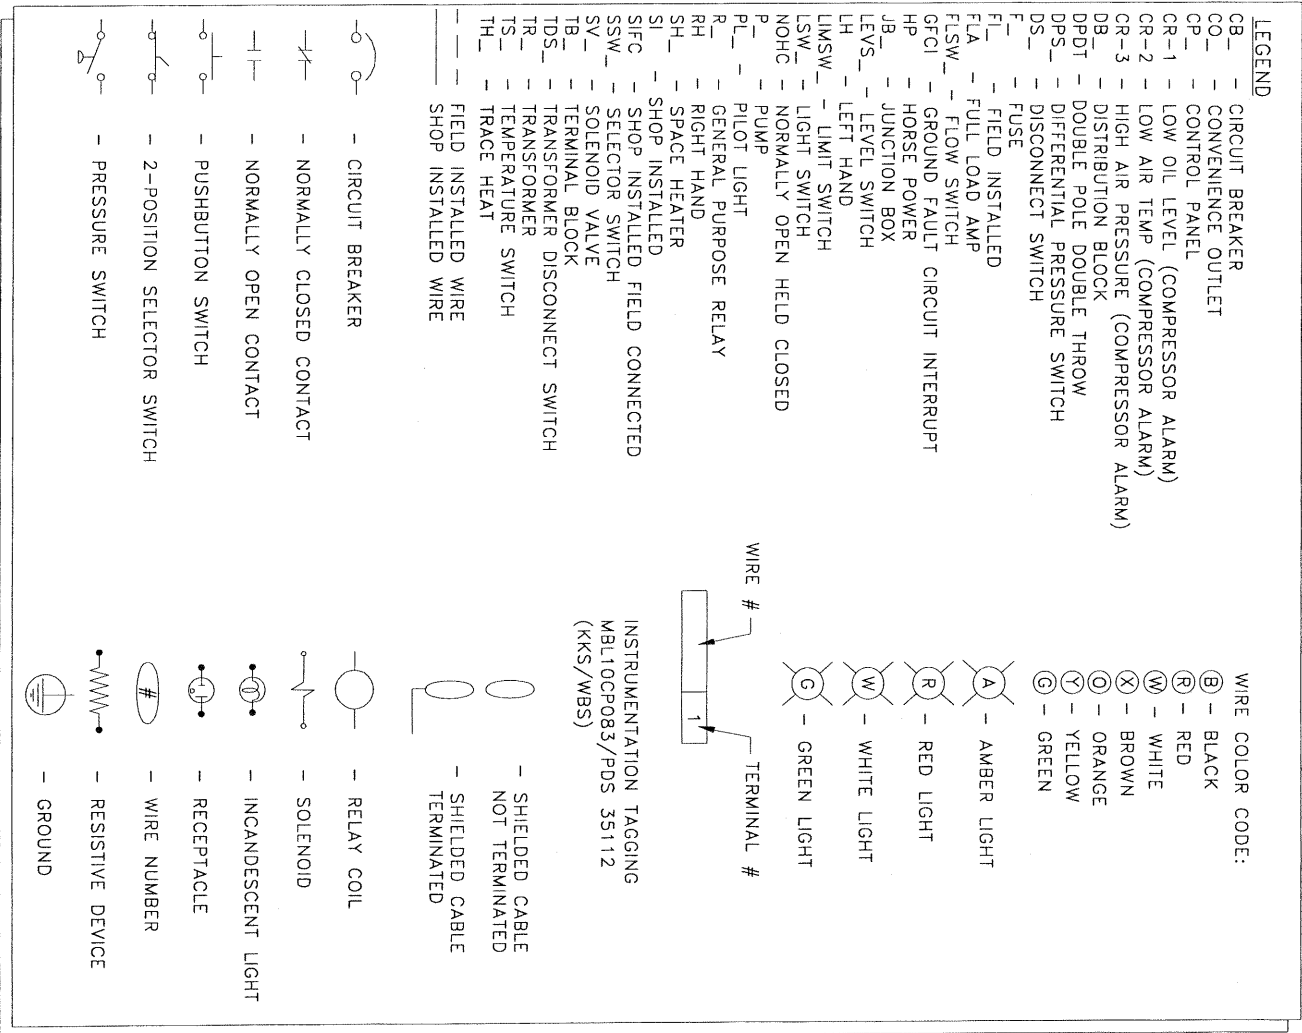 LEGEND
CB_ - CIRCUIT BREAKER
CO_ - CONVENIENCE OUTLET
CP_ - CONTROL PANEL
CR-1 - LOW OIL LEVEL (COMPRESSOR ALARM)
CR-2 - LOW AIR TEMP (COMPRESSOR ALARM)
CR-3 - HIGH AIR PRESSURE (COMPRESSOR ALARM)
DB_ - DISTRIBUTION BLOCK
DPDT - DOUBLE POLE DOUBLE THROW
DPS_ - DIFFERENTIAL PRESSURE SWITCH
DS_ - DISCONNECT SWITCH
F_ - FUSE
FI_ - FIELD INSTALLED
FLA - FULL LOAD AMP
FLSW_ - FLOW SWITCH
GFCI - GROUND FAULT CIRCUIT INTERRUPT
HP - HORSE POWER
JB_ - JUNCTION BOX
LEVS_ - LEVEL SWITCH
LH - LEFT HAND
LIMSW_ - LIMIT SWITCH
LSW_ - LIGHT SWITCH
NOHC - NORMALLY OPEN HELD CLOSED
P_ - PUMP
PL_ - PILOT LIGHT
R_ - GENERAL PURPOSE RELAY
RH - RIGHT HAND
SH_ - SPACE HEATER
SI - SHOP INSTALLED
SIFC - SHOP INSTALLED FIELD CONNECTED
SSW_ - SELECTOR SWITCH
SV_ - SOLENOID VALVE
TB_ - TERMINAL BLOCK
TDS_ - TRANSFORMER DISCONNECT SWITCH
TR_ - TRANSFORMER
TS_ - TEMPERATURE SWITCH
TH_ - TRACE HEAT
FIELD INSTALLED WIRE
SHOP INSTALLED WIRE
- CIRCUIT BREAKER
- NORMALLY CLOSED CONTACT
- NORMALLY OPEN CONTACT
- PUSHBUTTON SWITCH
- 2-POSITION SELECTOR SWITCH
- PRESSURE SWITCH
WIRE COLOR CODE:
B - BLACK
R - RED
W - WHITE
X - BROWN
O - ORANGE
Y - YELLOW
G - GREEN
A - AMBER LIGHT
R - RED LIGHT
W - WHITE LIGHT
G - GREEN LIGHT
WIRE #
TERMINAL #
1
INSTRUMENTATION TAGGING
MBL10CP083/PDS 35112
(KKS/WBS)
- SHIELDED CABLE
NOT TERMINATED
- SHIELDED CABLE
TERMINATED
- RELAY COIL
- SOLENOID
- INCANDESCENT LIGHT
- RECEPTACLE
# - WIRE NUMBER
- RESISTIVE DEVICE
- GROUND